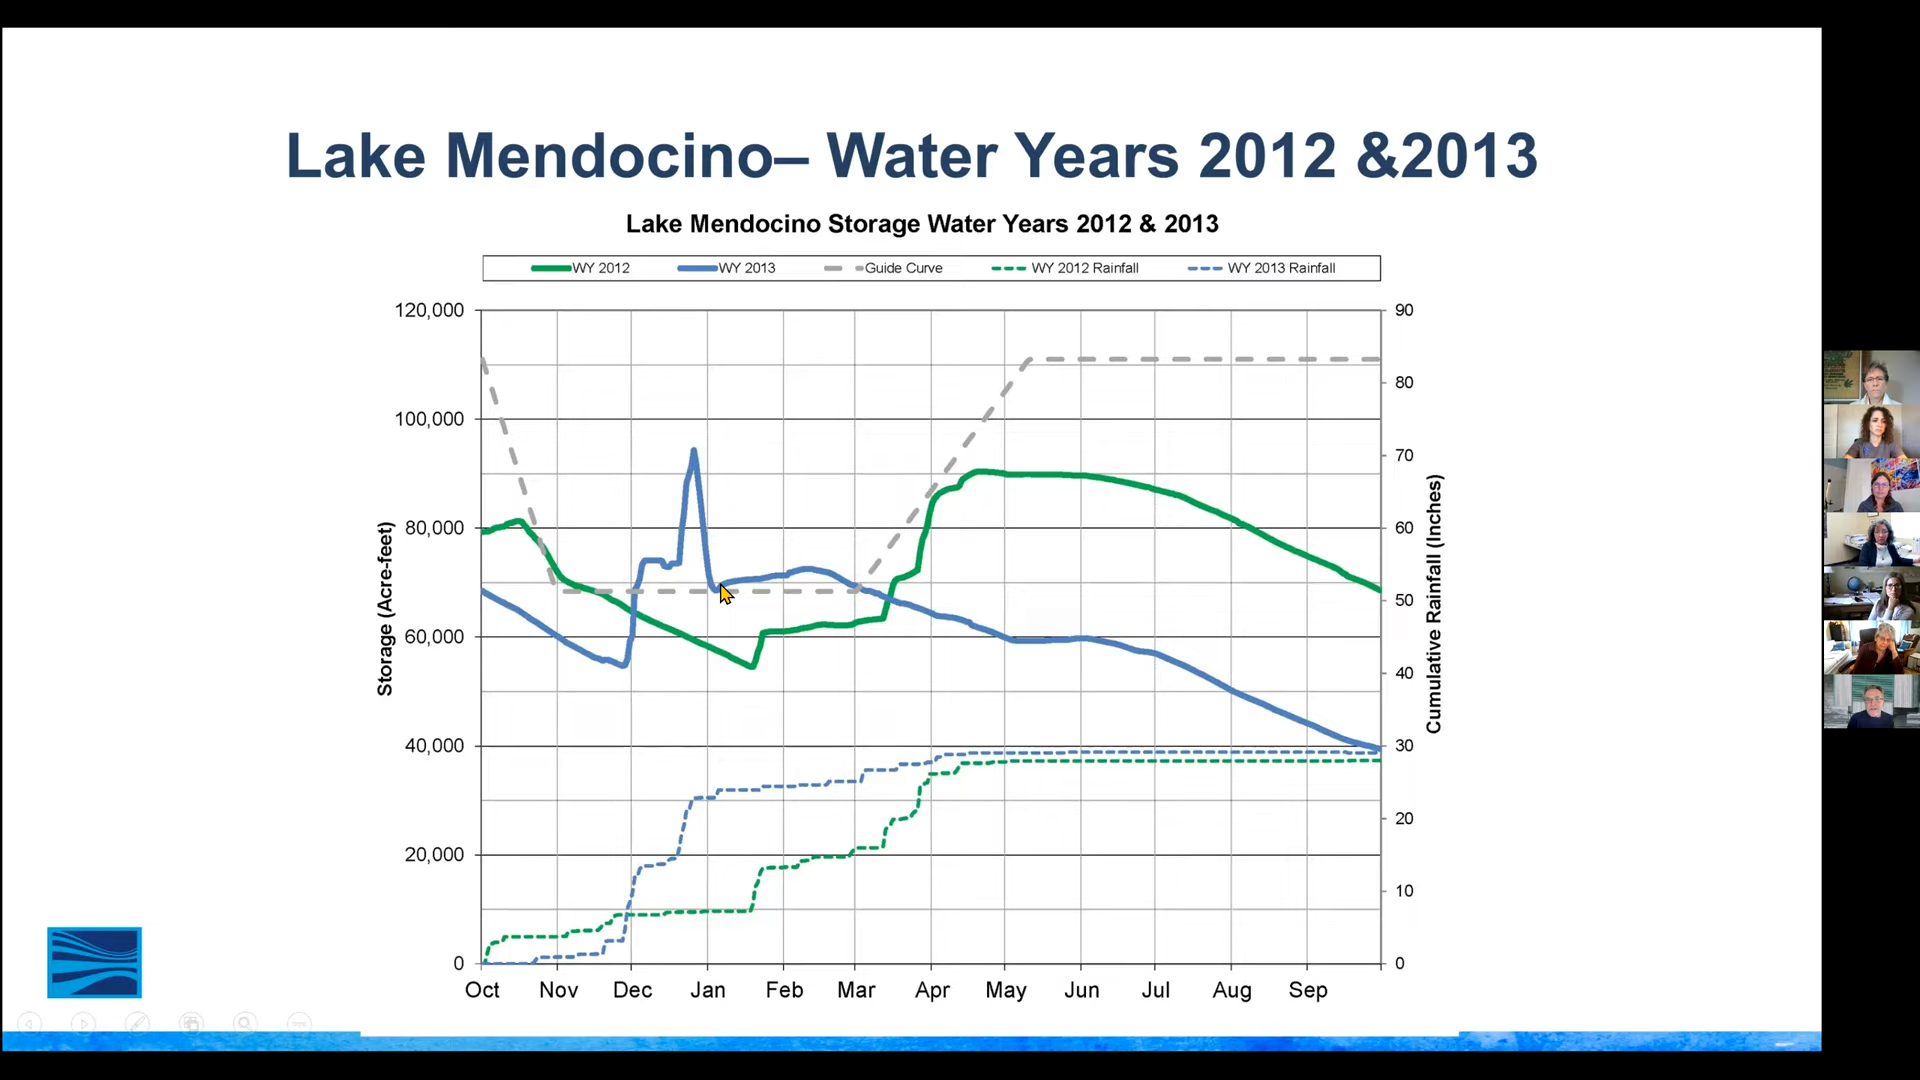 Lake Mendocino– Water Years 2012 &2013
Lake Mendocino Storage Water Years 2012 & 2013
WY 2012 WY 2013 Guide Curve WY 2012 Rainfall WY 2013 Rainfall
Storage (Acre-feet)
120,000
100,000
80,000
60,000
40,000
20,000
0
90
80
70
60
50
40
30
20
10
0
Cumulative Rainfall (Inches)
Oct Nov Dec Jan Feb Mar Apr May Jun Jul Aug Sep